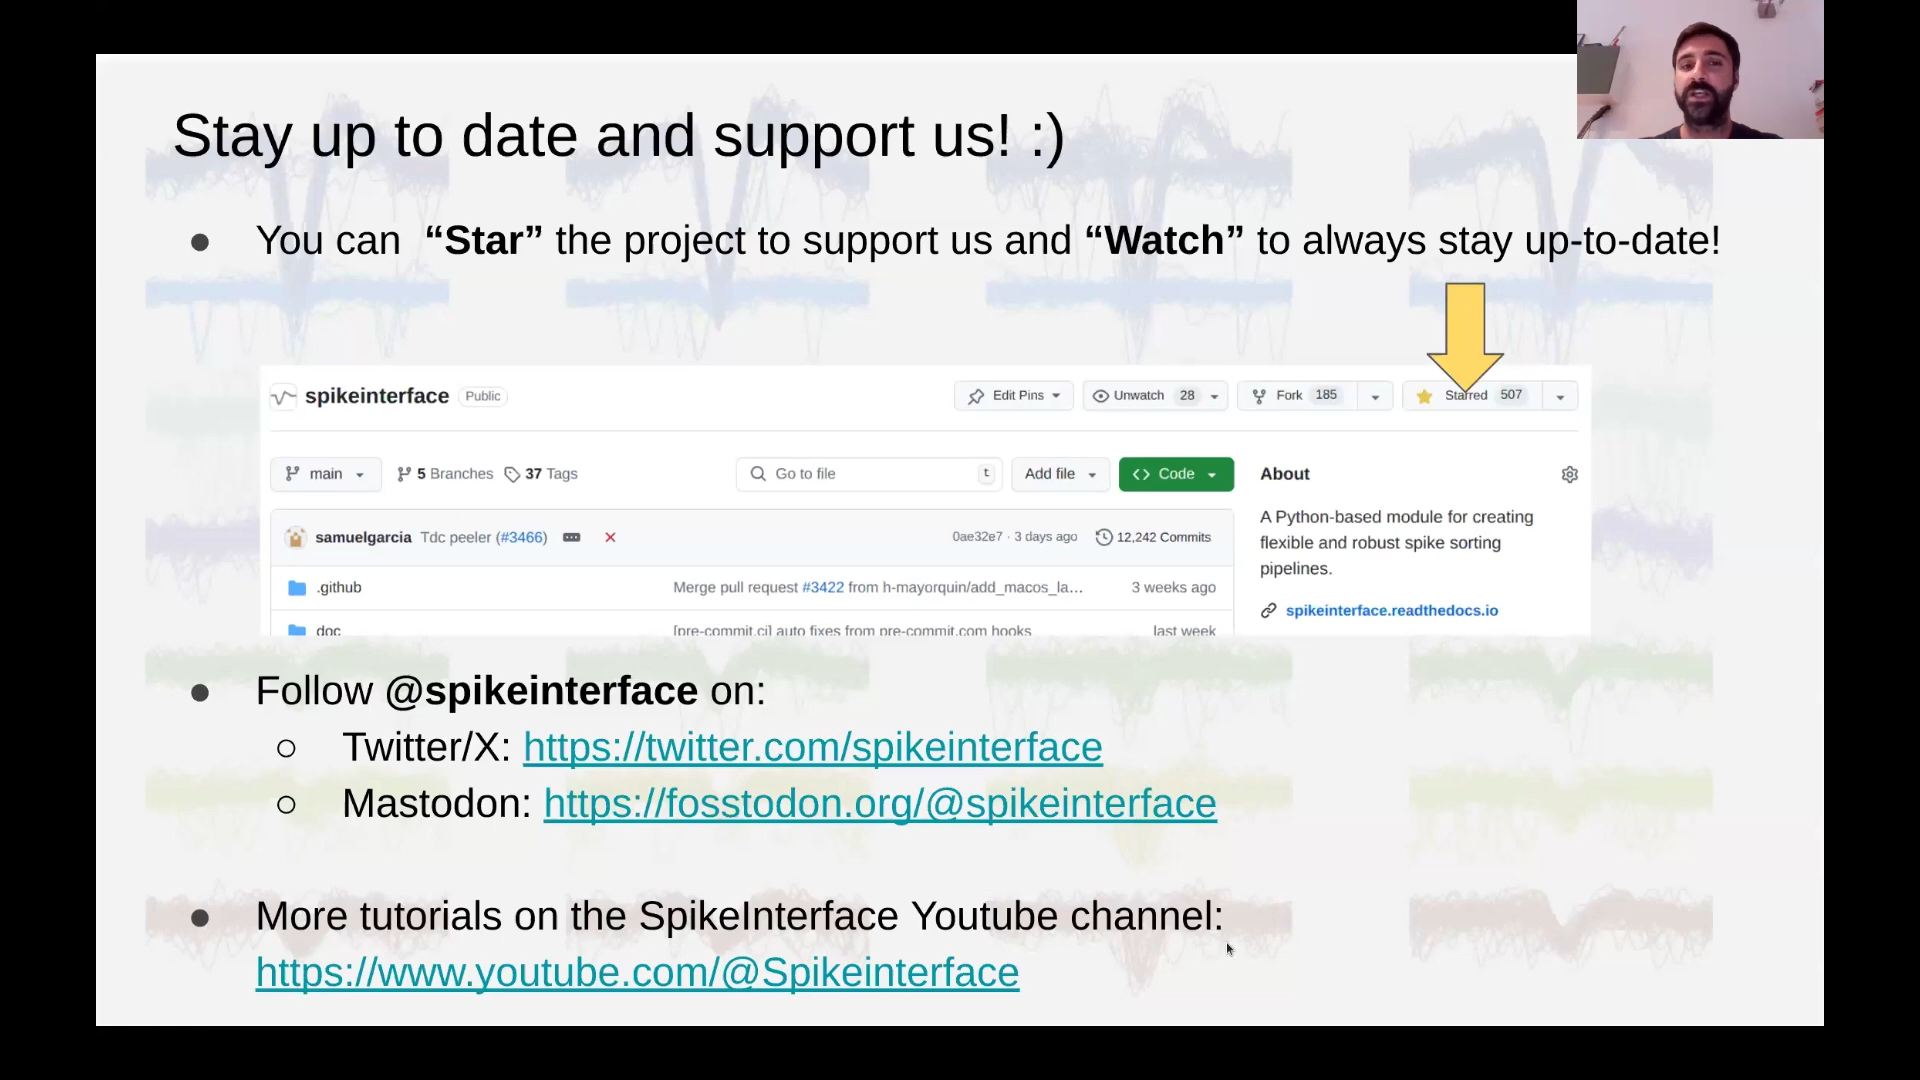 Stay up to date and support us! :)
● You can “Star” the project to support us and “Watch” to always stay up-to-date!
spikeinterface Public Edit Pins Unwatch 28 Fork 185 Starred 507
main 5 Branches 37 Tags Go to file t Add file Code About
A Python-based module for creating
flexible and robust spike sorting
pipelines.
spikeinterface.readthedocs.io
samuelgarcia Tdc peeler (#3466) 0ae32e7 · 3 days ago 12,242 Commits
.github Merge pull request #3422 from h-mayorquin/add_macos_la... 3 weeks ago
doc [pre-commit.ci] auto fixes from pre-commit.com hooks last week
● Follow @spikeinterface on:
○ Twitter/X: https://twitter.com/spikeinterface
○ Mastodon: https://fosstodon.org/@spikeinterface
● More tutorials on the SpikeInterface Youtube channel:
https://www.youtube.com/@Spikeinterface